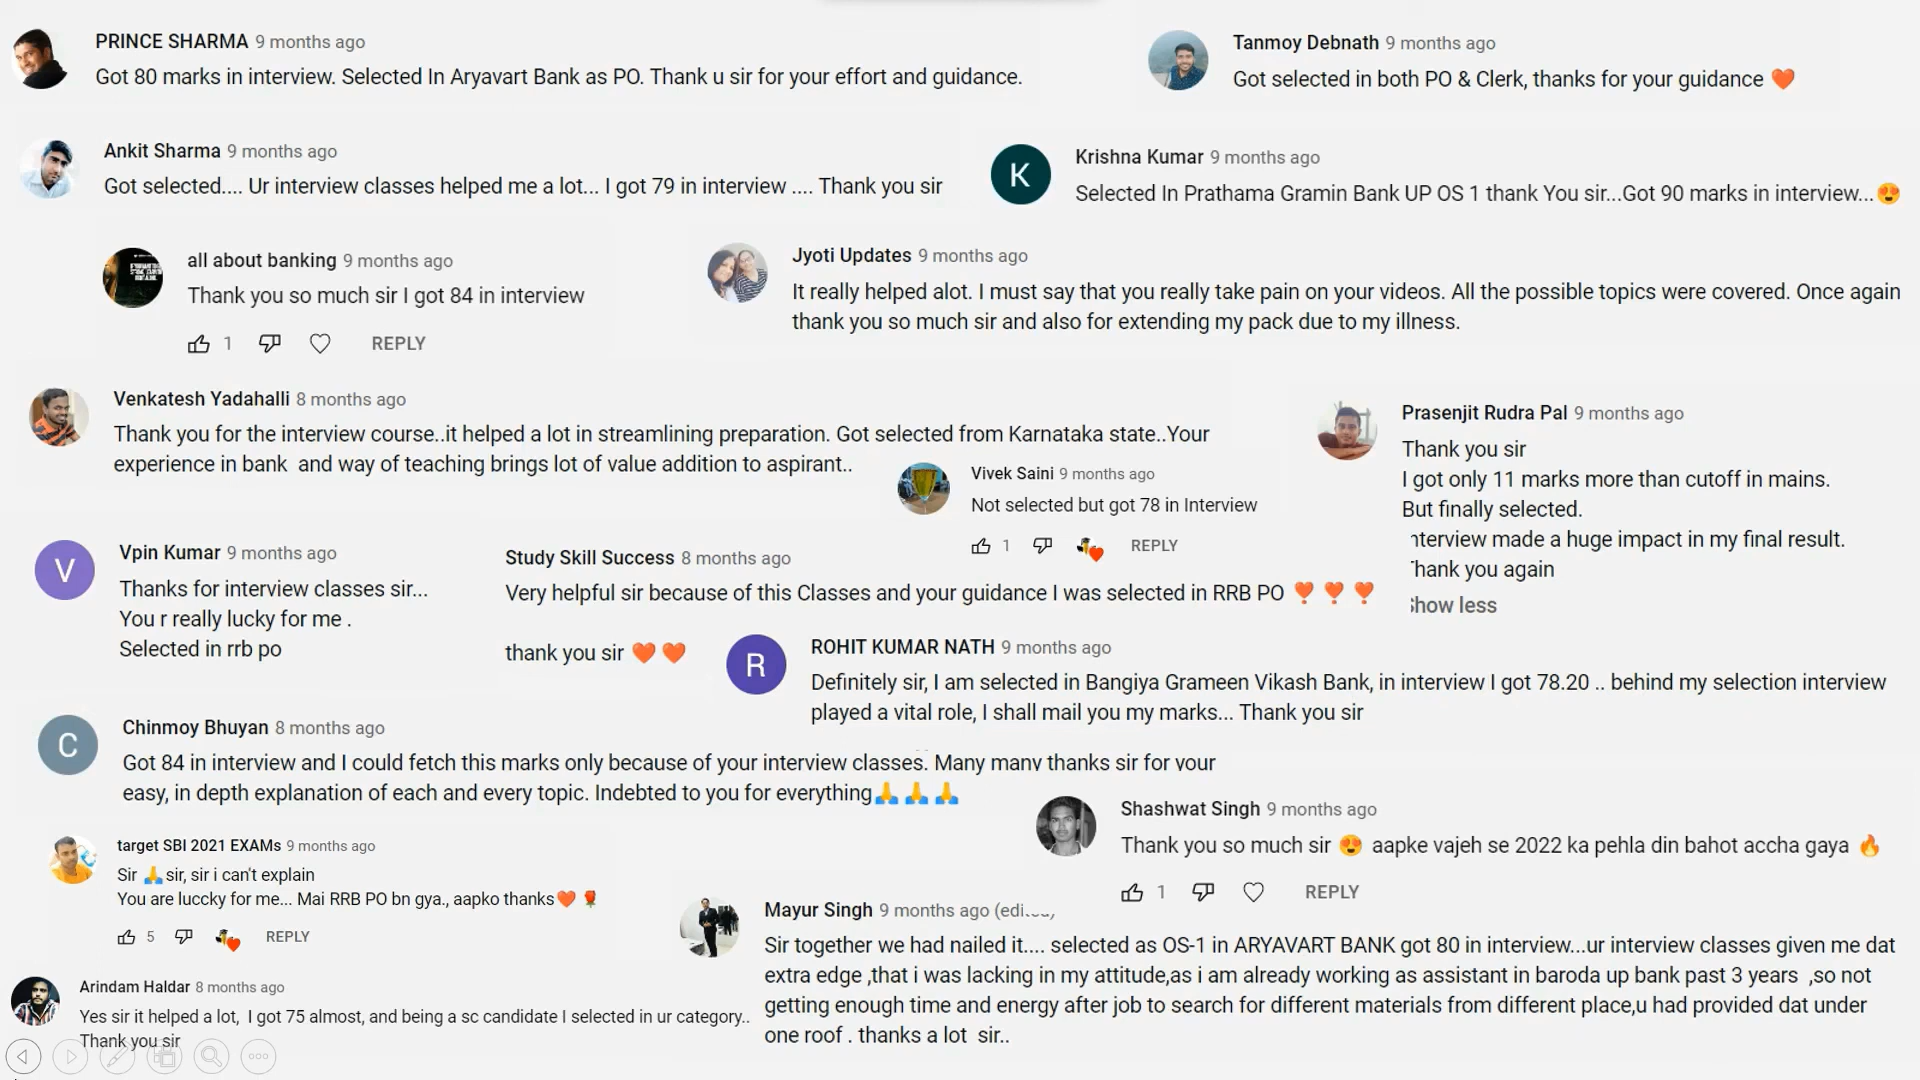 PRINCE SHARMA 9 months ago
Got 80 marks in interview. Selected In Aryavart Bank as PO. Thank u sir for your effort and guidance.
Tanmoy Debnath 9 months ago
Got selected in both PO & Clerk, thanks for your guidance 🧡
Ankit Sharma 9 months ago
Got selected.... Ur interview classes helped me a lot... I got 79 in interview .... Thank you sir
K
Krishna Kumar 9 months ago
Selected In Prathama Gramin Bank UP OS 1 thank You sir...Got 90 marks in interview...😍
all about banking 9 months ago
Thank you so much sir I got 84 in interview
1 REPLY
Jyoti Updates 9 months ago
It really helped alot. I must say that you really take pain on your videos. All the possible topics were covered. Once again
thank you so much sir and also for extending my pack due to my illness.
Venkatesh Yadahalli 8 months ago
Thank you for the interview course..it helped a lot in streamlining preparation. Got selected from Karnataka state..Your
experience in bank and way of teaching brings lot of value addition to aspirant..
Vivek Saini 9 months ago
Not selected but got 78 in Interview
1 REPLY
Prasenjit Rudra Pal 9 months ago
Thank you sir
I got only 11 marks more than cutoff in mains.
But finally selected.
nterview made a huge impact in my final result.
Thank you again
Show less
V
Vpin Kumar 9 months ago
Thanks for interview classes sir...
You r really lucky for me .
Selected in rrb po
Study Skill Success 8 months ago
Very helpful sir because of this Classes and your guidance I was selected in RRB PO ❣️❣️❣️
thank you sir 🧡🧡
R
ROHIT KUMAR NATH 9 months ago
Definitely sir, I am selected in Bangiya Grameen Vikash Bank, in interview I got 78.20 .. behind my selection interview
played a vital role, I shall mail you my marks... Thank you sir
C
Chinmoy Bhuyan 8 months ago
Got 84 in interview and I could fetch this marks only because of your interview classes. Many many thanks sir for your
easy, in depth explanation of each and every topic. Indebted to you for everything🙏🙏🙏
Shashwat Singh 9 months ago
Thank you so much sir 😍 aapke vajeh se 2022 ka pehla din bahot accha gaya 🔥
1 REPLY
target SBI 2021 EXAMs 9 months ago
Sir 🙏sir, sir i can't explain
You are luccky for me... Mai RRB PO bn gya., aapko thanks🧡🌹
5 REPLY
Mayur Singh 9 months ago (edited)
Sir together we had nailed it.... selected as OS-1 in ARYAVART BANK got 80 in interview...ur interview classes given me dat
extra edge ,that i was lacking in my attitude,as i am already working as assistant in baroda up bank past 3 years ,so not
getting enough time and energy after job to search for different materials from different place,u had provided dat under
one roof . thanks a lot sir..
Arindam Haldar 8 months ago
Yes sir it helped a lot, I got 75 almost, and being a sc candidate I selected in ur category..
Thank you sir